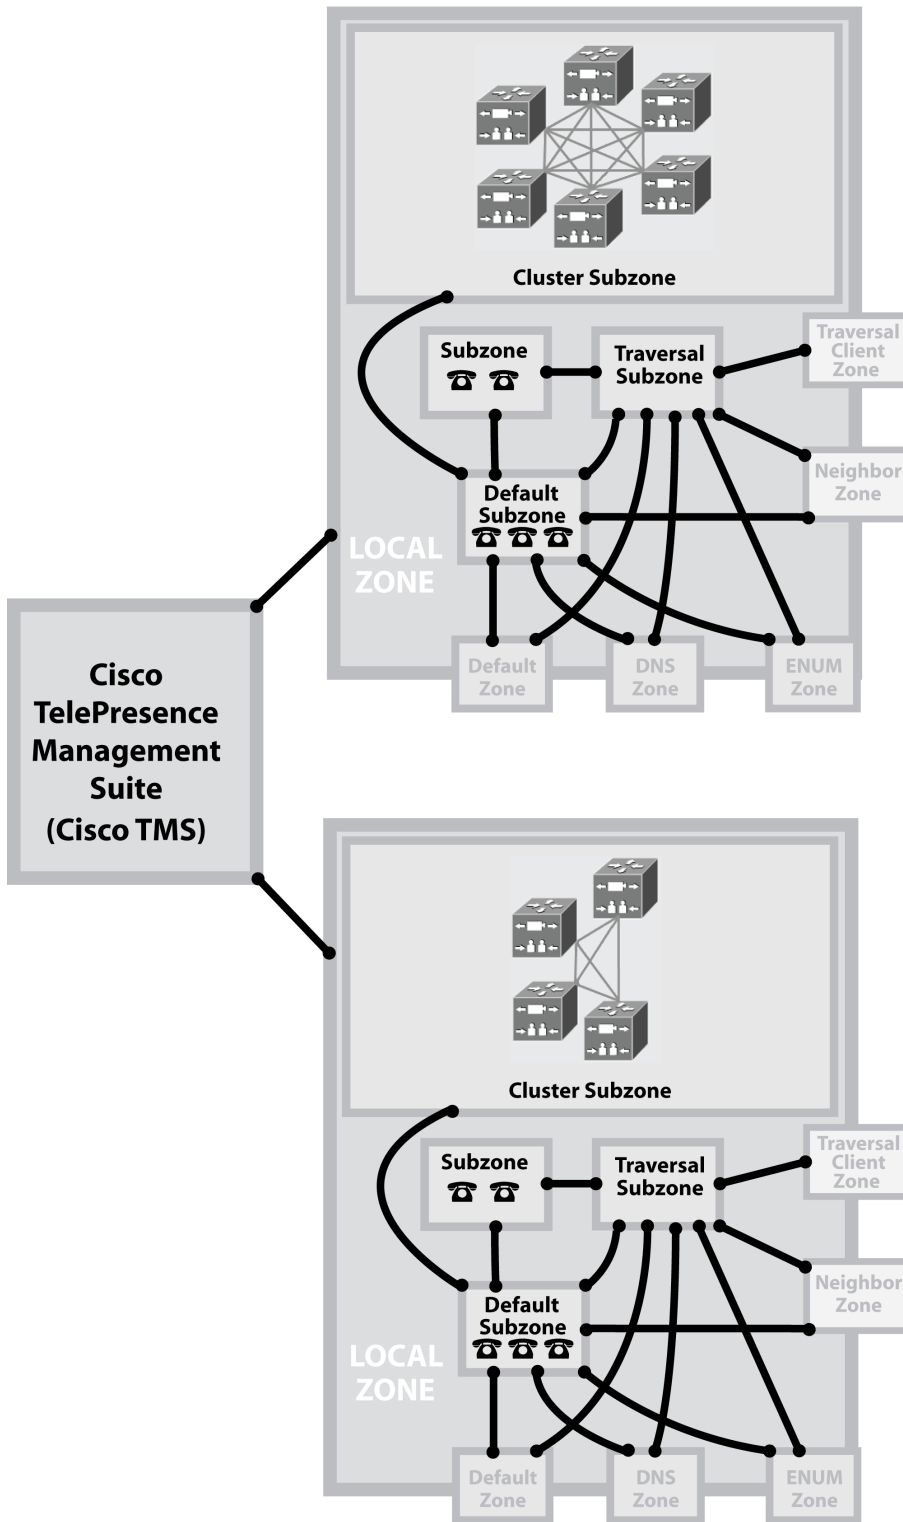 Cluster Subzone
Subzone
Traversal
Subzone
Traversal
Client
Zone
Default
Subzone
Neighbor
Zone
LOCAL
ZONE
Default
Zone
DNS
Zone
ENUM
Zone
Cisco
TelePresence
Management
Suite
(Cisco TMS)
Cluster Subzone
Subzone
Traversal
Subzone
Traversal
Client
Zone
Default
Subzone
Neighbor
Zone
LOCAL
ZONE
Default
Zone
DNS
Zone
ENUM
Zone